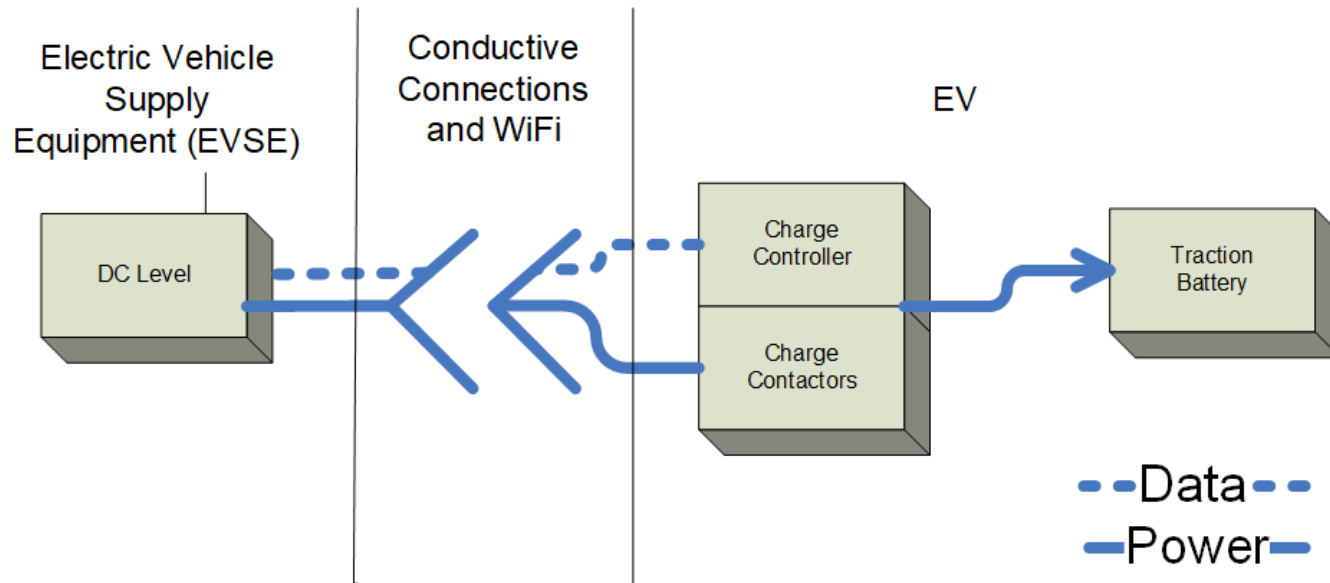 Electric Vehicle
Supply
Equipment (EVSE)
Conductive
Connections
and WiFi
EV
DC Level
Charge
Controller
Charge
Contactors
Traction
Battery
Data
Power